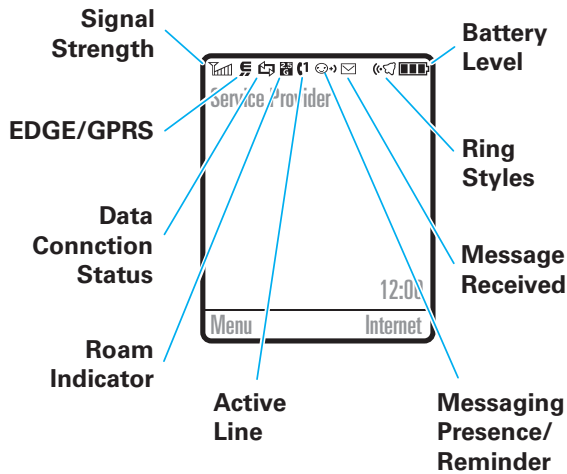 Signal
Strength
EDGE/GPRS
Data
Connction
Status
Roam
Indicator
Active
Line
Battery
Level
Ring
Styles
Message
Received
Messaging
Presence/
Reminder
1
Service Provider
12:00
Menu Internet